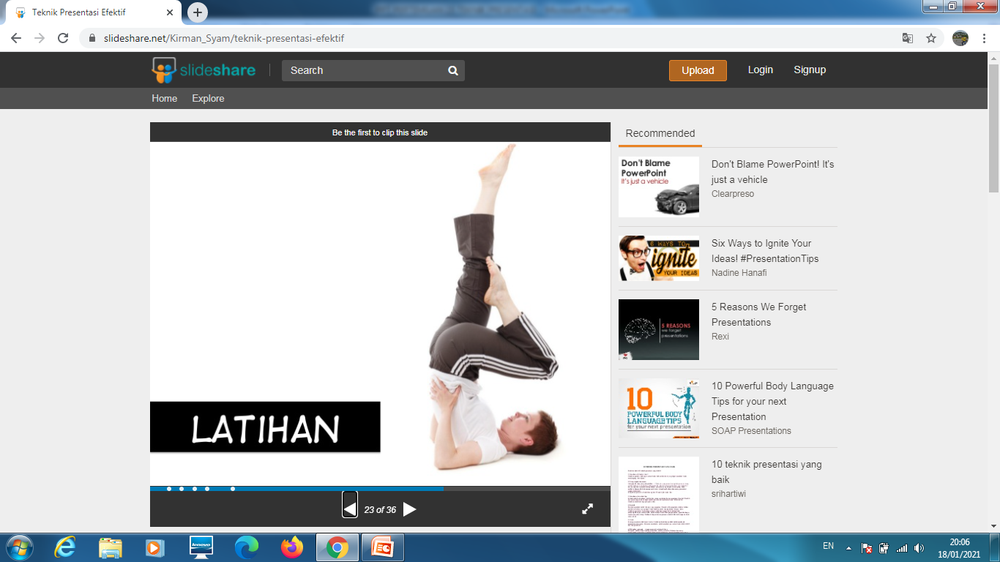 Teknik Presentasi Efektif
slideshare.net/Kirman_Syam/teknik-presentasi-efektif
slideshare
Search
Upload
Login
Signup
Home
Explore
Be the first to clip this slide
LATIHAN
23 of 36
Recommended
Don't Blame
PowerPoint
It's just a vehicle
Don't Blame PowerPoint! It's
just a vehicle
Clearpreso
6 WAYS TO
ignite
YOUR IDEAS
Six Ways to Ignite Your
Ideas! #PresentationTips
Nadine Hanafi
5 REASONS
we forget
presentations
5 Reasons We Forget
Presentations
Rexi
10
POWERFUL BODY
LANGUAGE TIPS
for your next presentation
10 Powerful Body Language
Tips for your next
Presentation
SOAP Presentations
10 teknik presentasi yang
baik
srihartiwi
lenovo
EN
20:06
18/01/2021